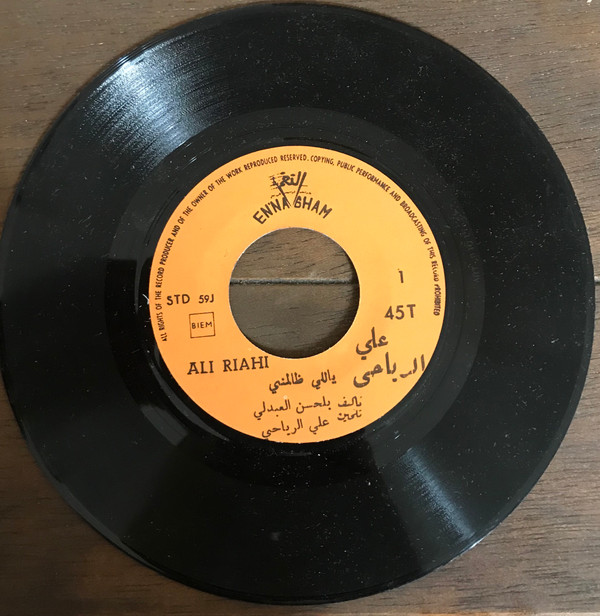 ALL RIGHTS OF THE RECORD PRODUCER AND OF THE OWNER OF THE WORK REPRODUCED RESERVED. COPYING, PUBLIC PERFORMANCE AND BROADCASTING OF THIS RECORD PROHIBITED
النغم
ENNAGHAM
1
STD 59J
45T
BIEM
علي
الرياحي
ALI RIAHI
ياللي ظالمني
تأليف بلحسن العبدلي
تلحين علي الرياحي